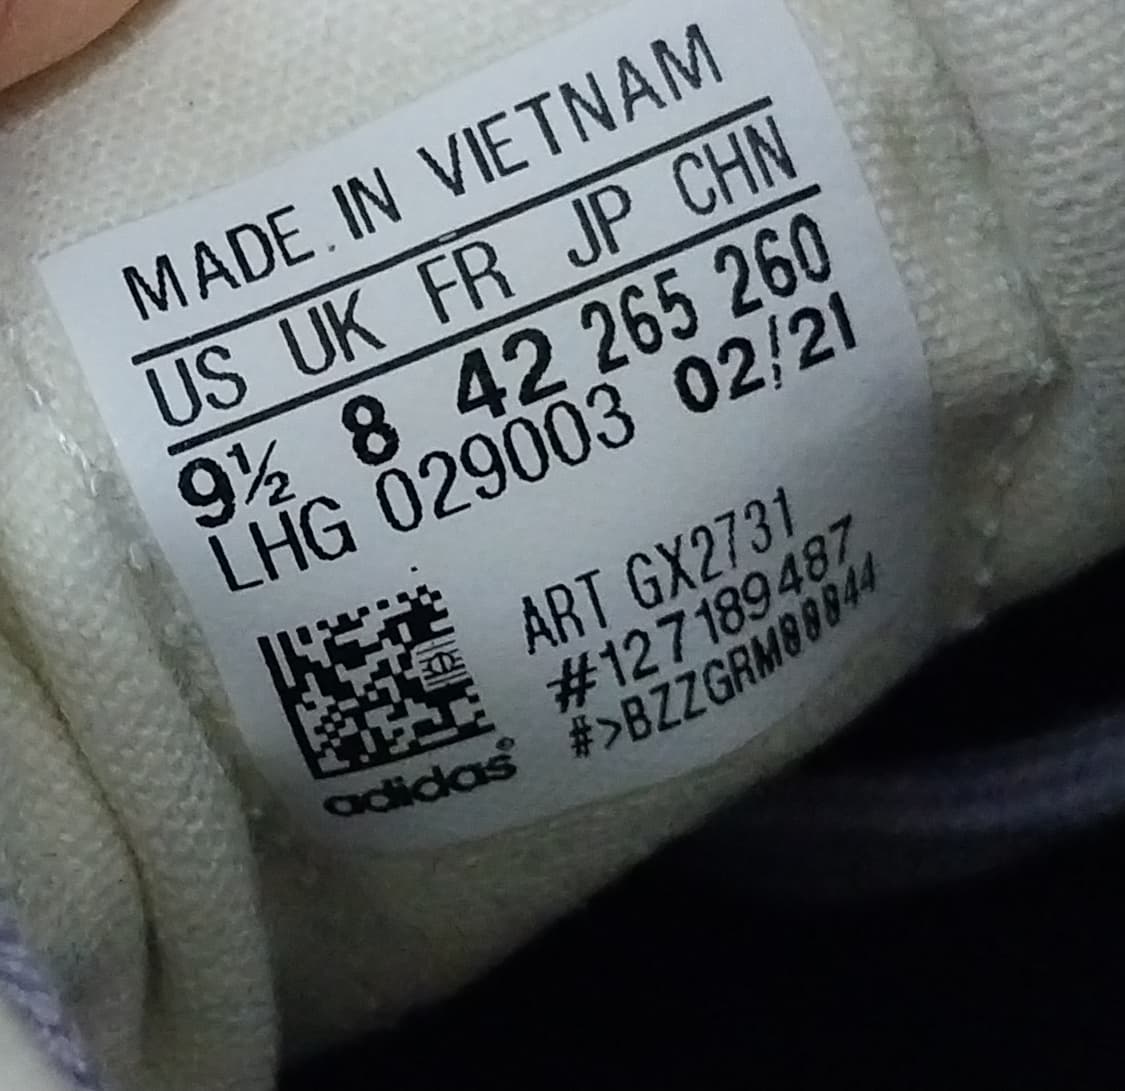 MADE IN VIETNAM
US UK FR JP CHN
9½ 8 42 265 260
LHG 029003 02/21
ART GX2731
#127189487
#>BZZGRM00844
adidas®